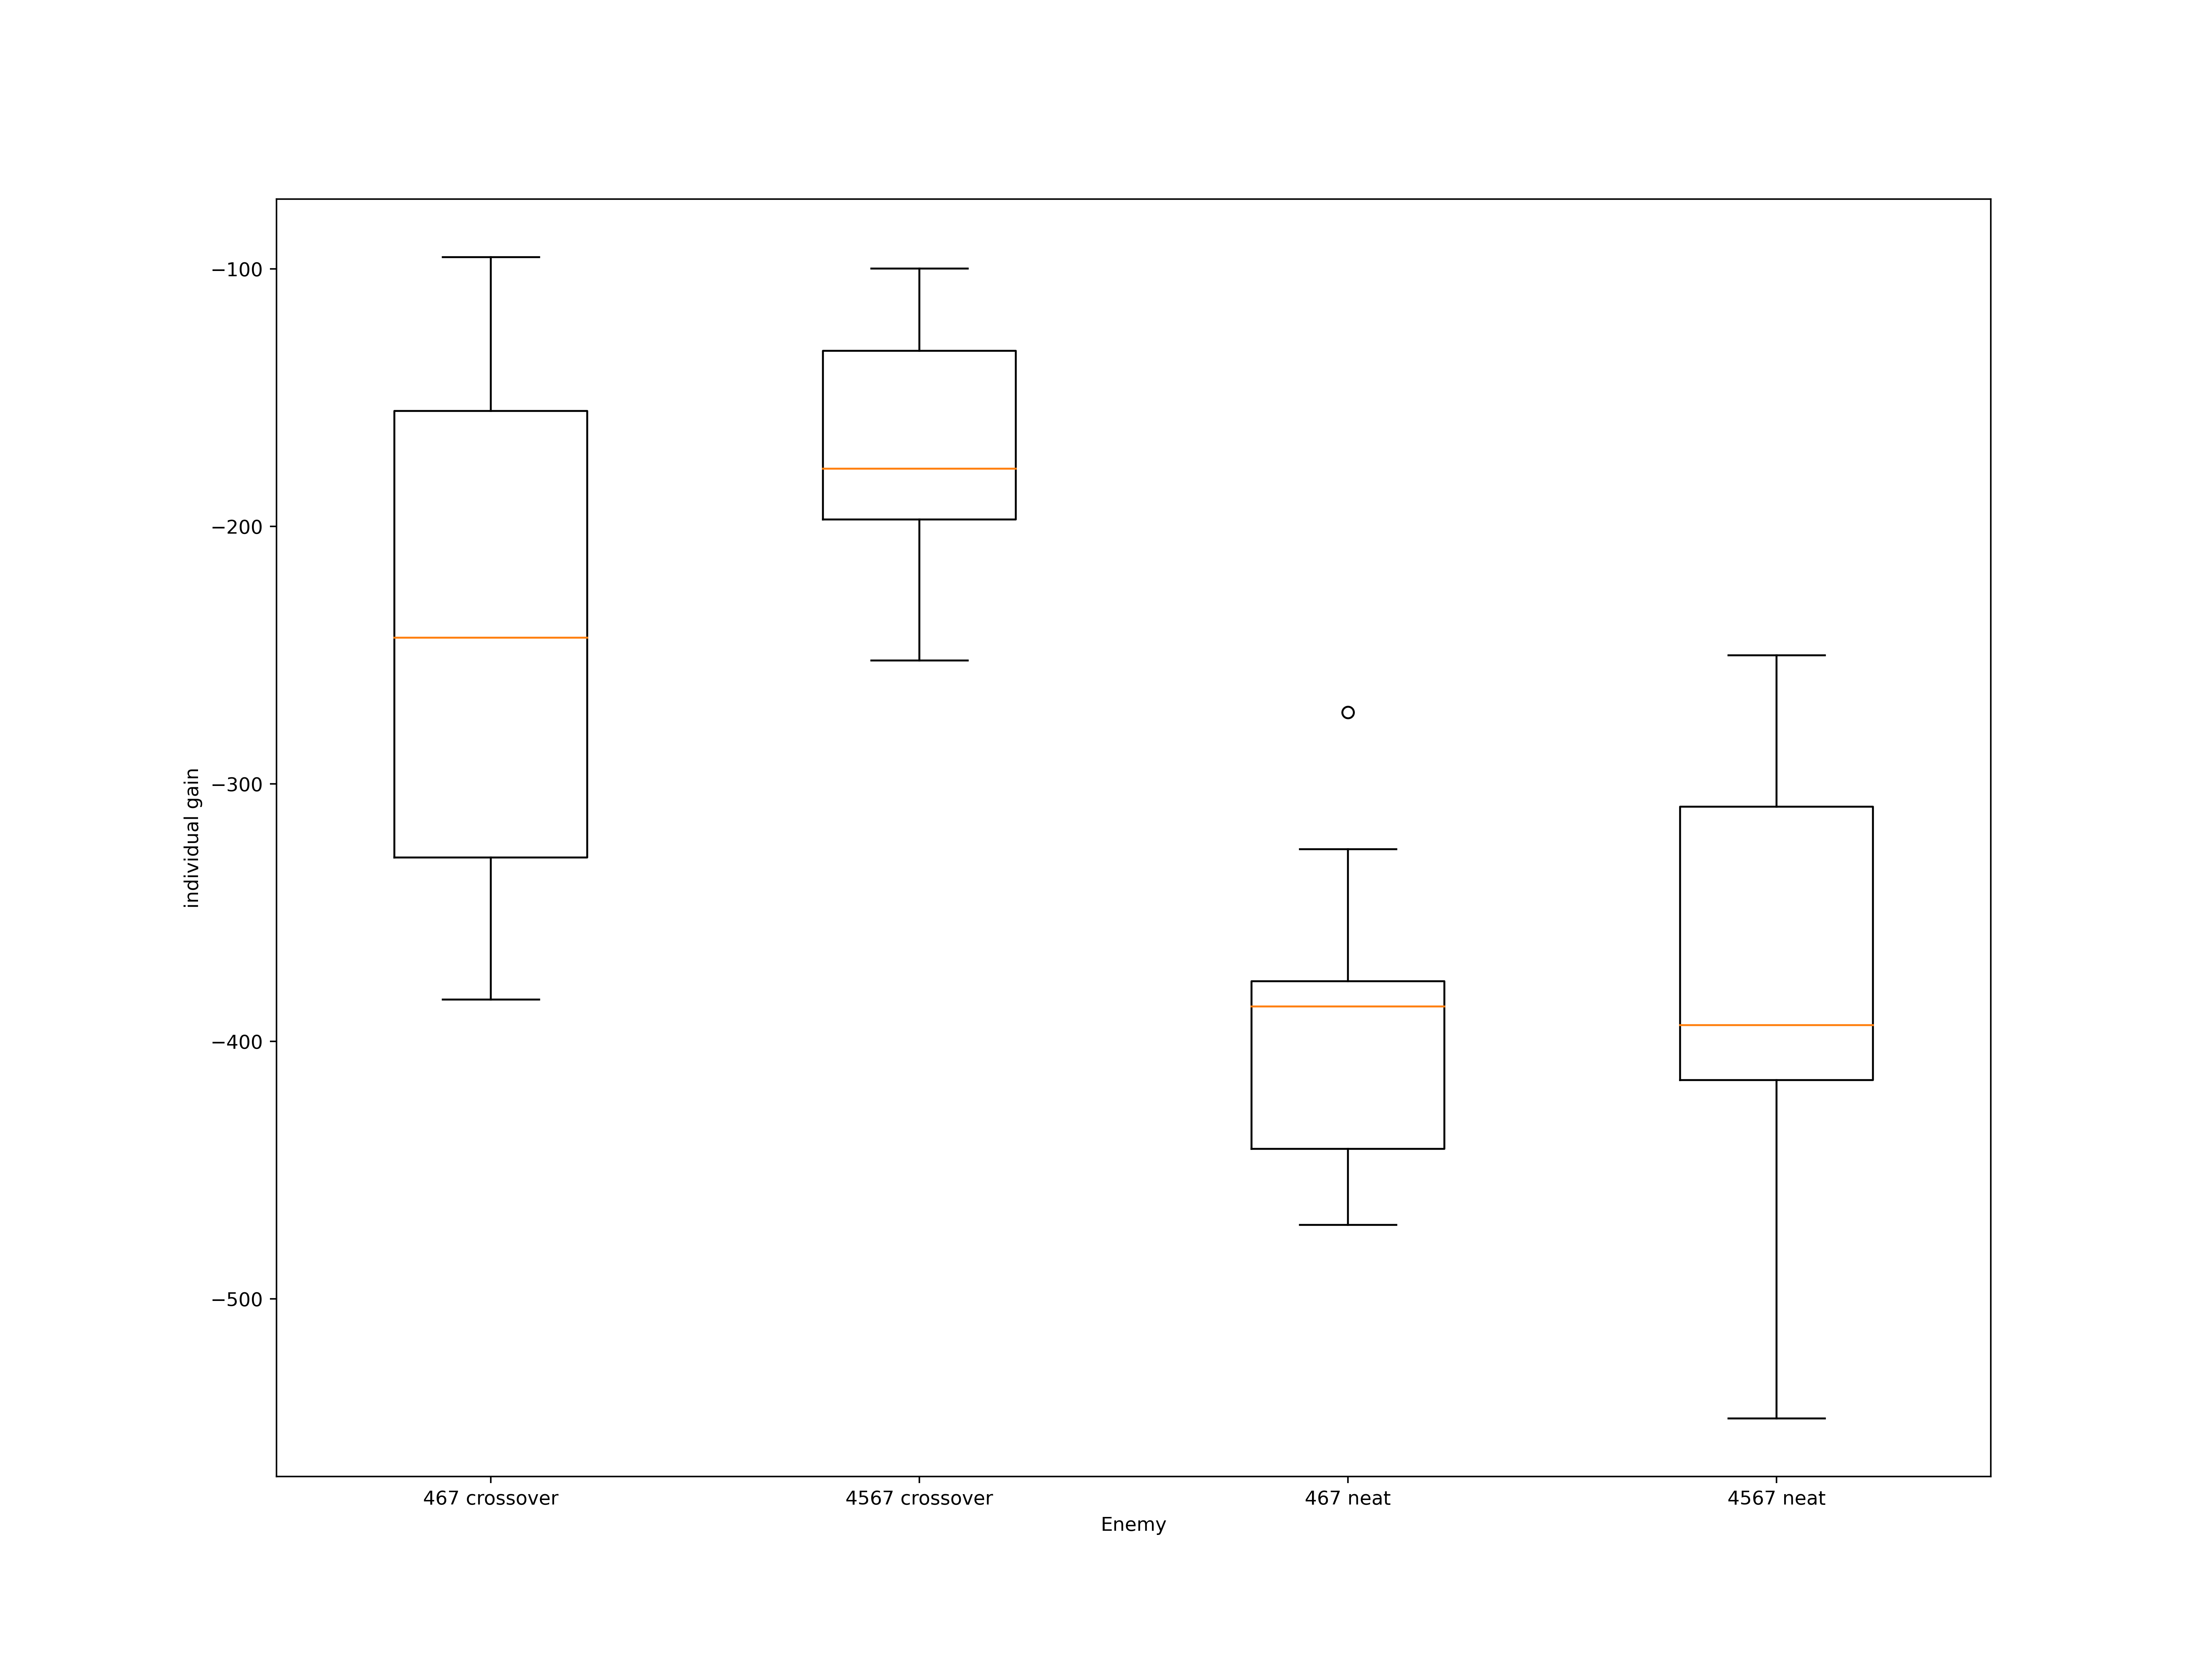 −100
−200
−300
−400
−500
individual gain
467 crossover
4567 crossover
467 neat
4567 neat
Enemy